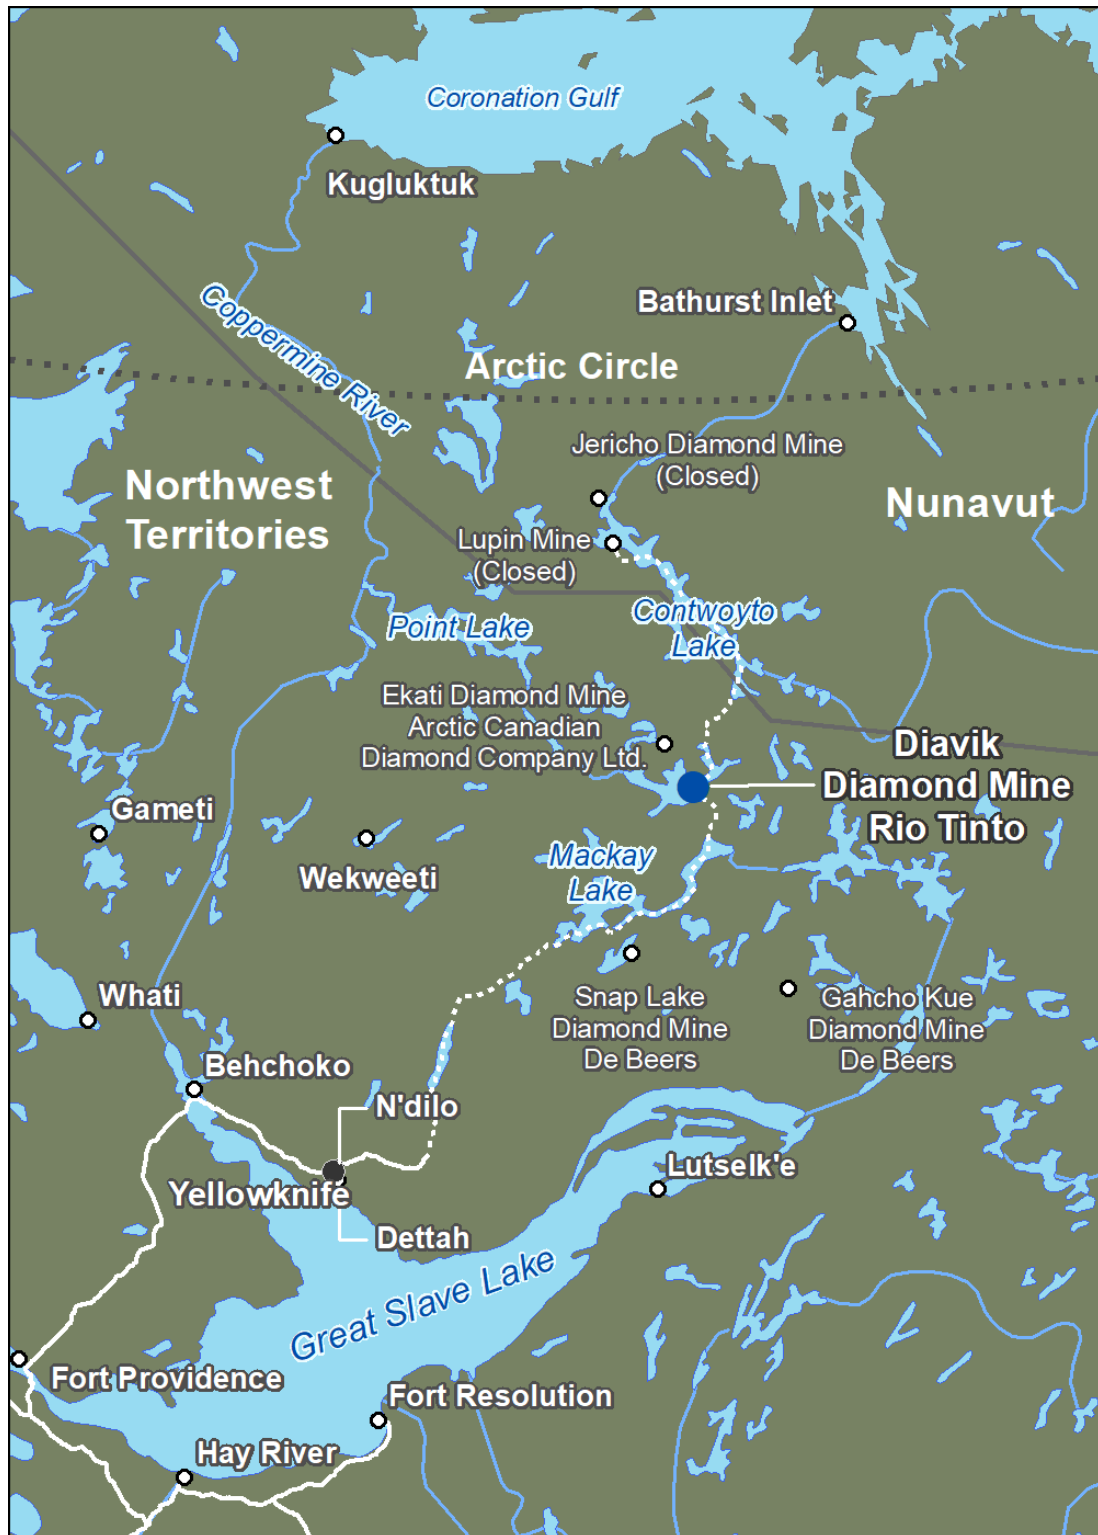 Coronation Gulf
Kugluktuk
Bathurst Inlet
Coppermine River
Arctic Circle
Jericho Diamond Mine
(Closed)
Northwest
Territories
Nunavut
Lupin Mine
(Closed)
Contwoyto
Lake
Point Lake
Ekati Diamond Mine
Arctic Canadian
Diamond Company Ltd.
Diavik
Diamond Mine
Rio Tinto
Gameti
Wekweeti
Mackay
Lake
Whati
Snap Lake
Diamond Mine
De Beers
Gahcho Kue
Diamond Mine
De Beers
Behchoko
N'dilo
Lutselk'e
Yellowknife
Dettah
Great Slave Lake
Fort Providence
Fort Resolution
Hay River